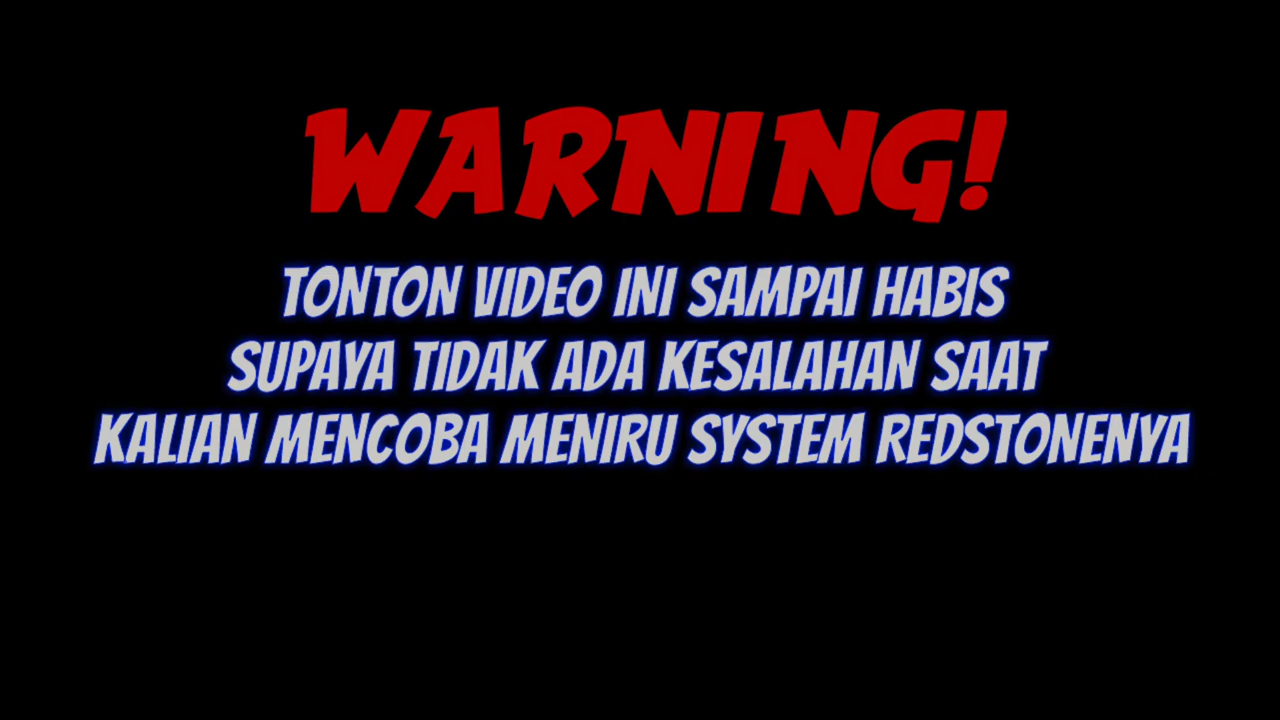 WARNING!
TONTON VIDEO INI SAMPAI HABIS
SUPAYA TIDAK ADA KESALAHAN SAAT
KALIAN MENCOBA MENIRU SYSTEM REDSTONENYA